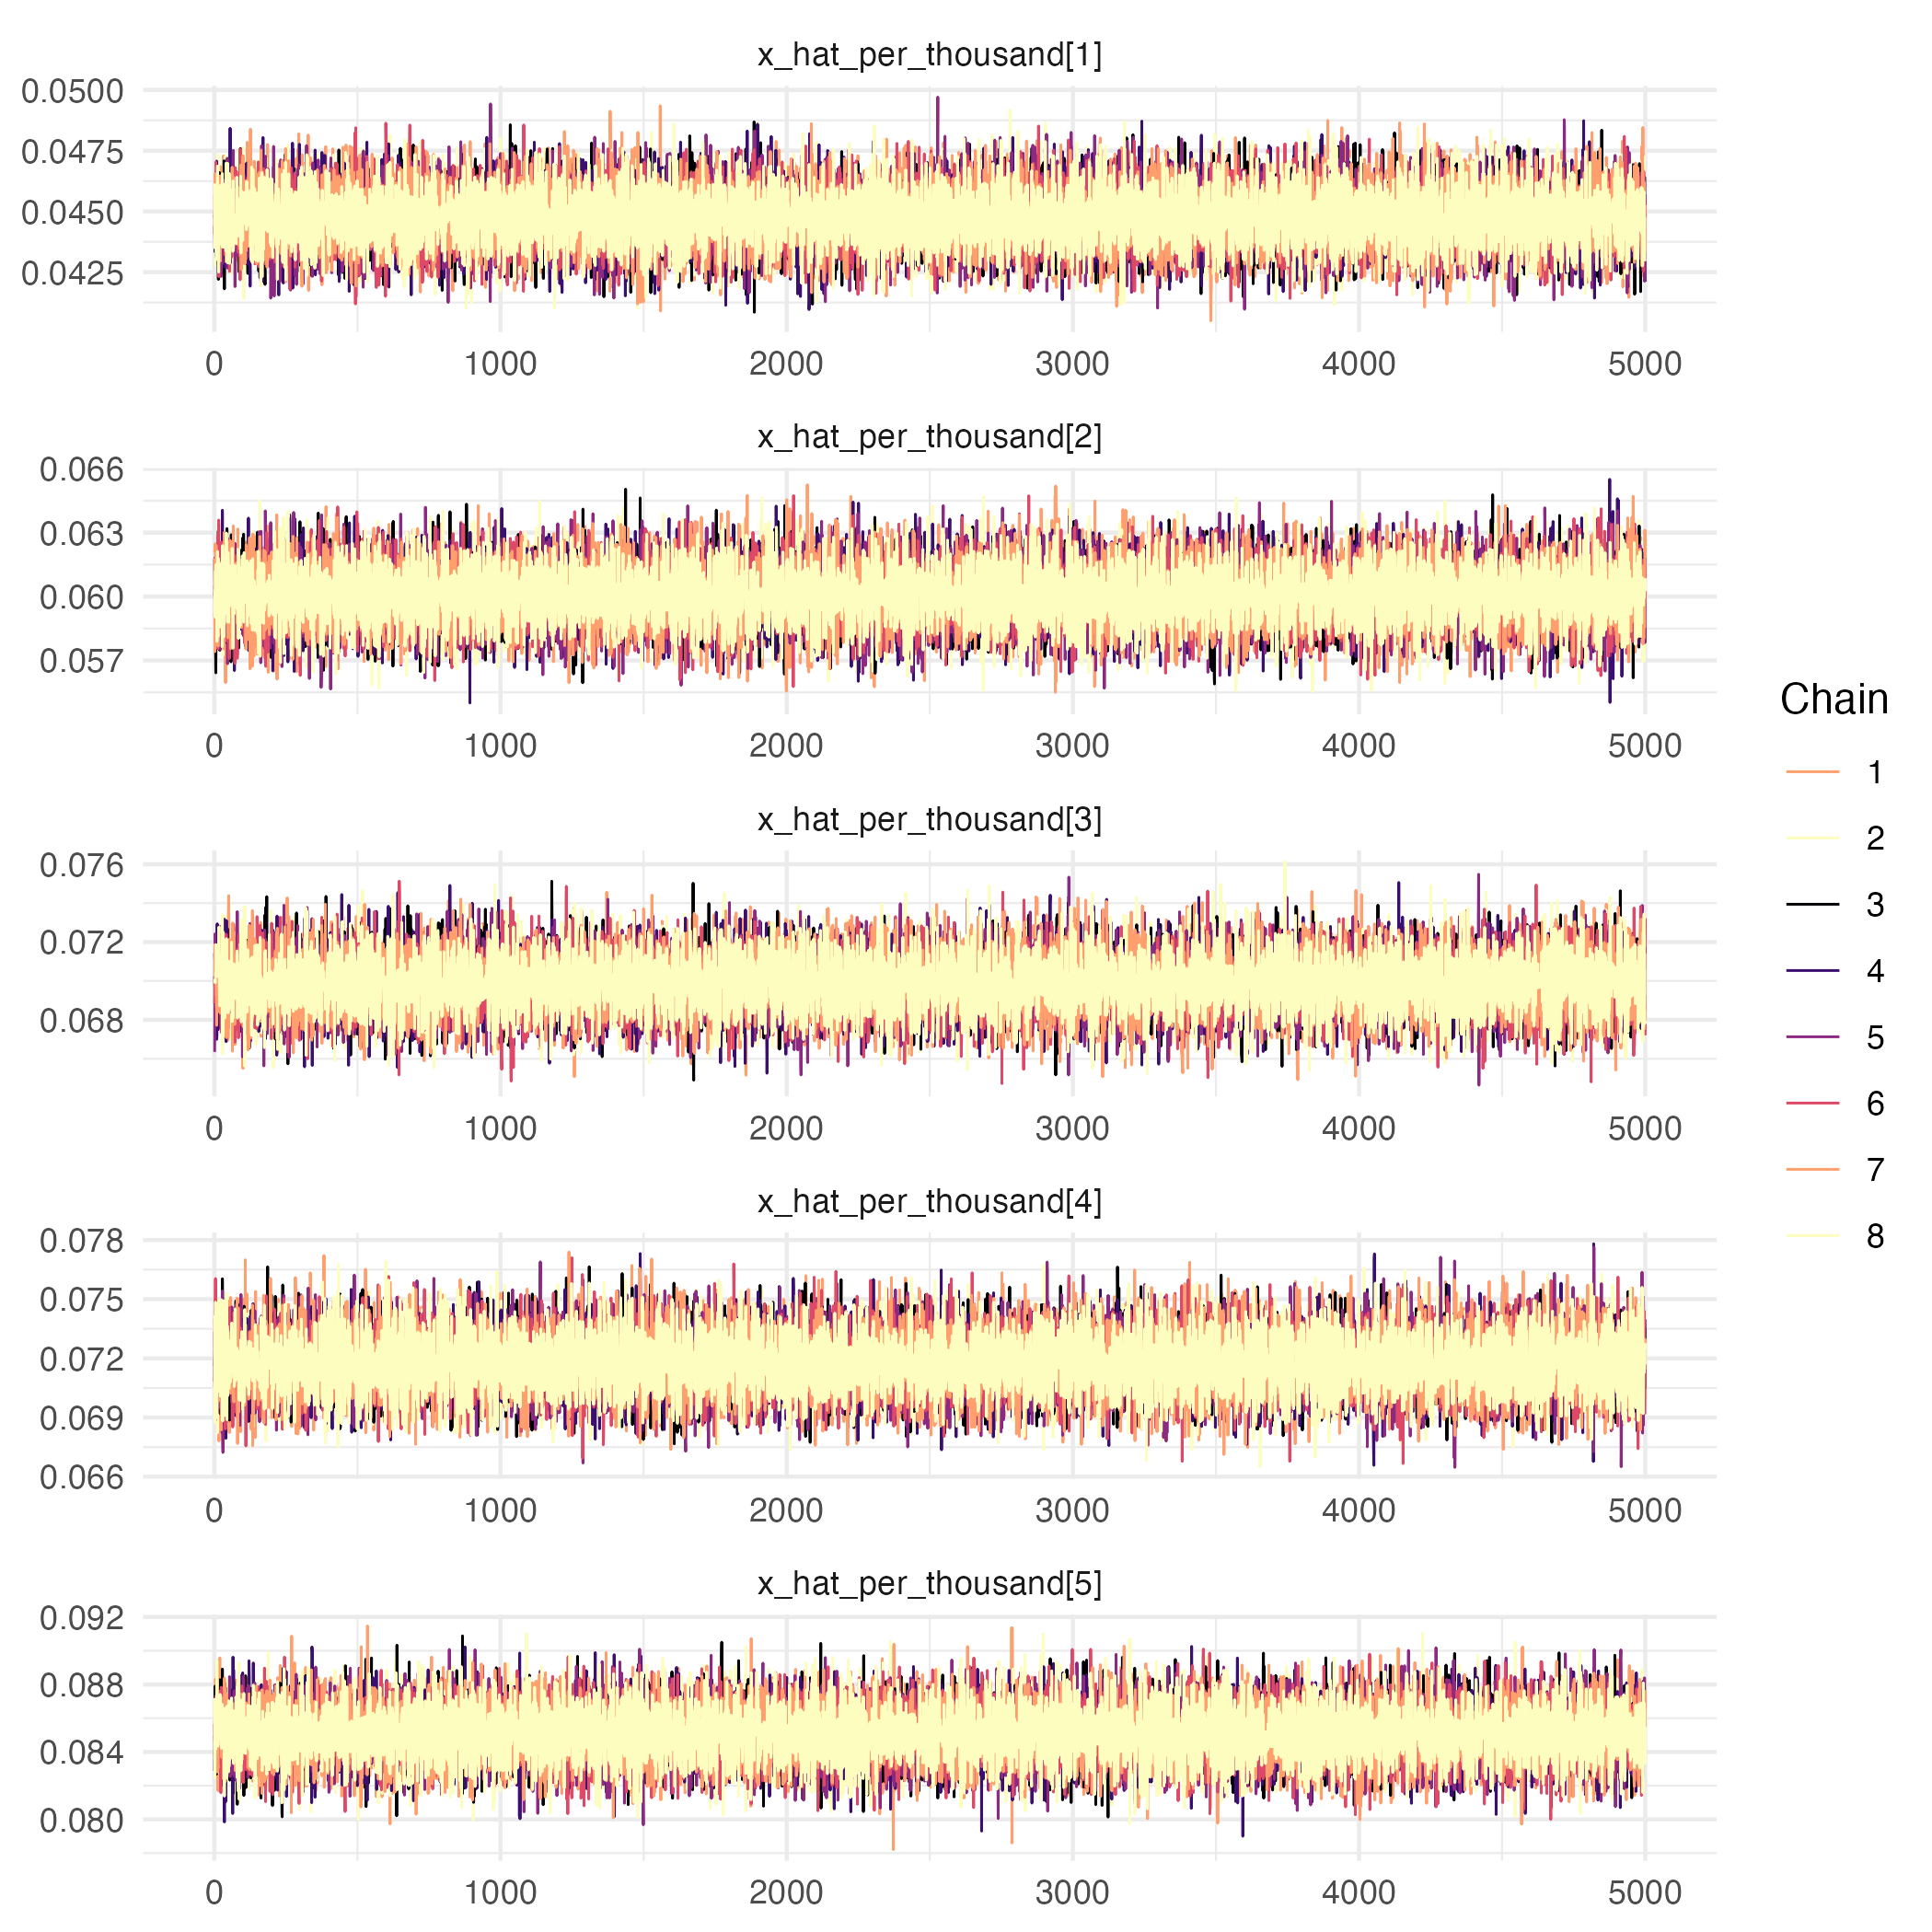 x_hat_per_thousand[1]
0.0500
0.0475
0.0450
0.0425
0 1000 2000 3000 4000 5000
x_hat_per_thousand[2]
0.066
0.063
0.060
0.057
0 1000 2000 3000 4000 5000
x_hat_per_thousand[3]
0.076
0.072
0.068
0 1000 2000 3000 4000 5000
x_hat_per_thousand[4]
0.078
0.075
0.072
0.069
0.066
0 1000 2000 3000 4000 5000
x_hat_per_thousand[5]
0.092
0.088
0.084
0.080
0 1000 2000 3000 4000 5000
Chain
1
2
3
4
5
6
7
8